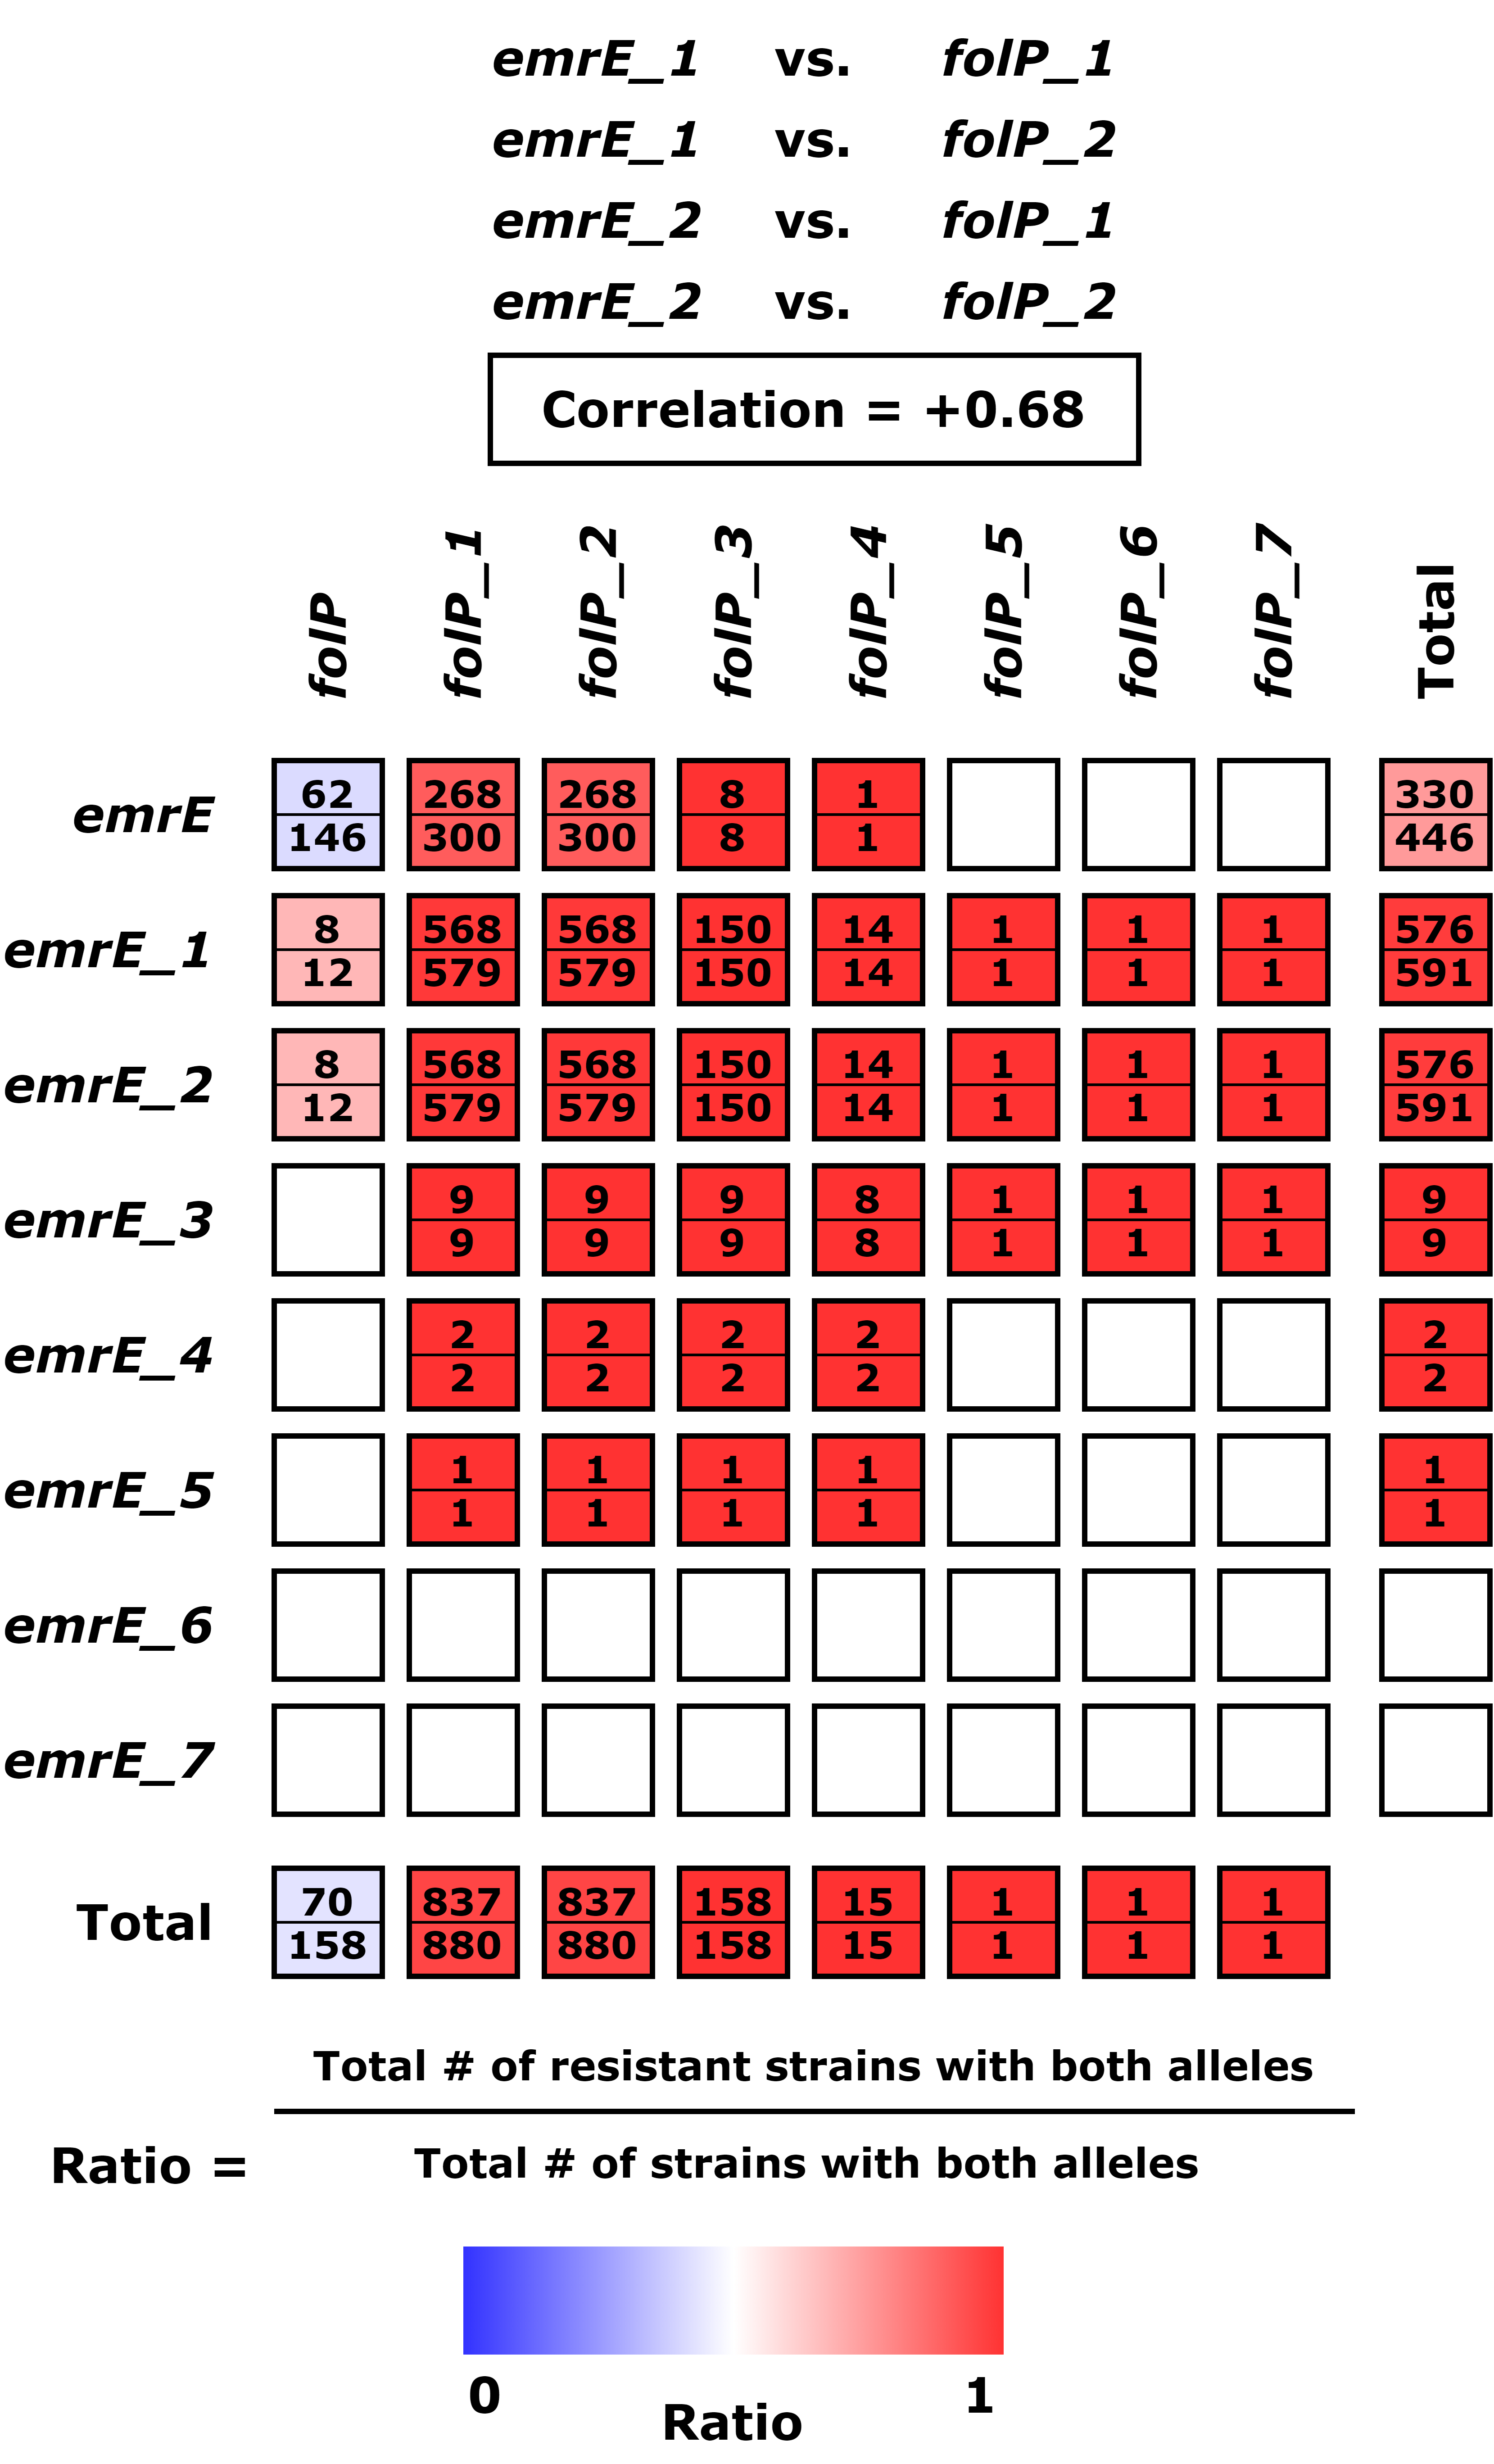 emrE_1 vs. folP_1
emrE_1 vs. folP_2
emrE_2 vs. folP_1
emrE_2 vs. folP_2
Correlation = +0.68
folP folP_1 folP_2 folP_3 folP_4 folP_5 folP_6 folP_7 Total
62 268 268 8 1 330
emrE
146 300 300 8 1 446
8 568 568 150 14 1 1 1 576
emrE_1
12 579 579 150 14 1 1 1 591
8 568 568 150 14 1 1 1 576
emrE_2
12 579 579 150 14 1 1 1 591
9 9 9 8 1 1 1 9
emrE_3
9 9 9 8 1 1 1 9
2 2 2 2 2
emrE_4
2 2 2 2 2
1 1 1 1 1
emrE_5
1 1 1 1 1
emrE_6
emrE_7
70 837 837 158 15 1 1 1
Total
158 880 880 158 15 1 1 1
Total # of resistant strains with both alleles
Ratio =
Total # of strains with both alleles
0 1
Ratio